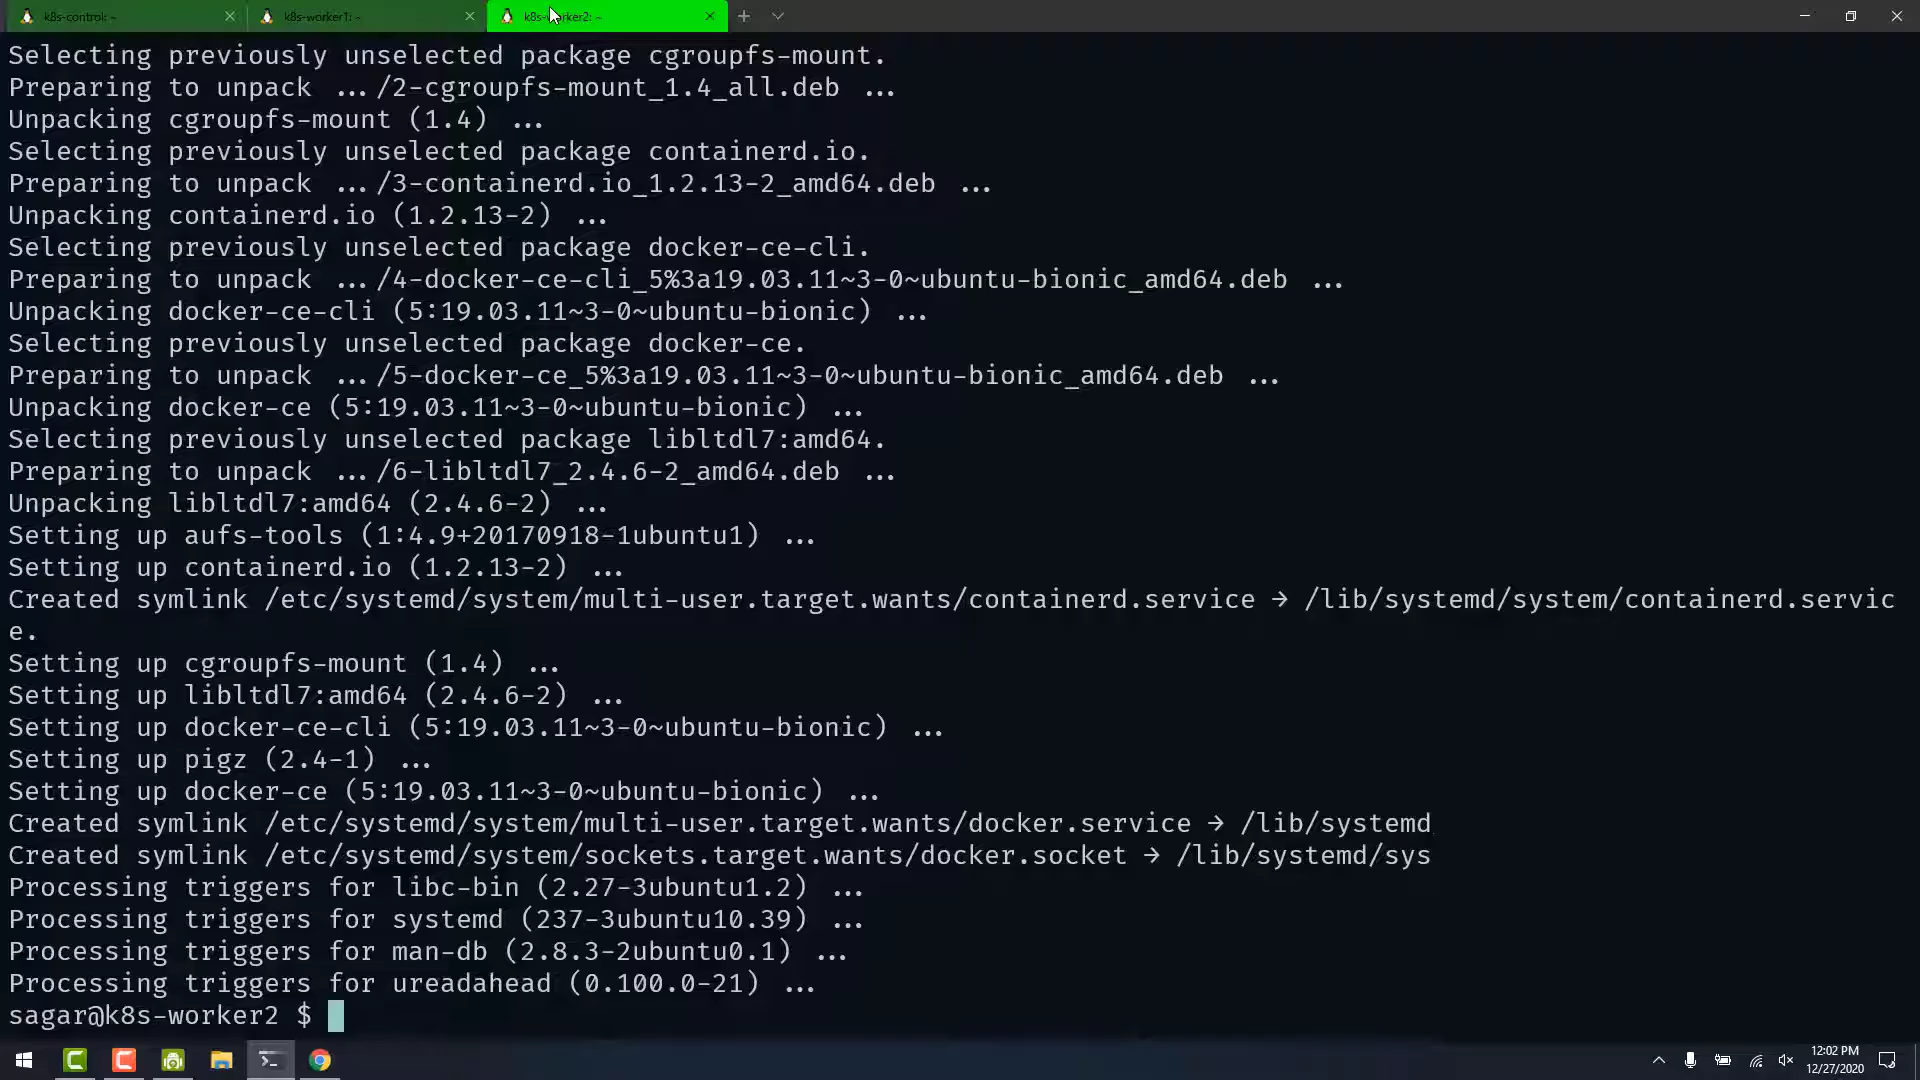 k8s-control: ~
k8s-worker1: ~
k8s-worker2: ~
Selecting previously unselected package cgroupfs-mount.
Preparing to unpack .../2-cgroupfs-mount_1.4_all.deb ...
Unpacking cgroupfs-mount (1.4) ...
Selecting previously unselected package containerd.io.
Preparing to unpack .../3-containerd.io_1.2.13-2_amd64.deb ...
Unpacking containerd.io (1.2.13-2) ...
Selecting previously unselected package docker-ce-cli.
Preparing to unpack .../4-docker-ce-cli_5%3a19.03.11~3-0~ubuntu-bionic_amd64.deb ...
Unpacking docker-ce-cli (5:19.03.11~3-0~ubuntu-bionic) ...
Selecting previously unselected package docker-ce.
Preparing to unpack .../5-docker-ce_5%3a19.03.11~3-0~ubuntu-bionic_amd64.deb ...
Unpacking docker-ce (5:19.03.11~3-0~ubuntu-bionic) ...
Selecting previously unselected package libltdl7:amd64.
Preparing to unpack .../6-libltdl7_2.4.6-2_amd64.deb ...
Unpacking libltdl7:amd64 (2.4.6-2) ...
Setting up aufs-tools (1:4.9+20170918-1ubuntu1) ...
Setting up containerd.io (1.2.13-2) ...
Created symlink /etc/systemd/system/multi-user.target.wants/containerd.service → /lib/systemd/system/containerd.servic
e.
Setting up cgroupfs-mount (1.4) ...
Setting up libltdl7:amd64 (2.4.6-2) ...
Setting up docker-ce-cli (5:19.03.11~3-0~ubuntu-bionic) ...
Setting up pigz (2.4-1) ...
Setting up docker-ce (5:19.03.11~3-0~ubuntu-bionic) ...
Created symlink /etc/systemd/system/multi-user.target.wants/docker.service → /lib/systemd
Created symlink /etc/systemd/system/sockets.target.wants/docker.socket → /lib/systemd/sys
Processing triggers for libc-bin (2.27-3ubuntu1.2) ...
Processing triggers for systemd (237-3ubuntu10.39) ...
Processing triggers for man-db (2.8.3-2ubuntu0.1) ...
Processing triggers for ureadahead (0.100.0-21) ...
sagar@k8s-worker2 $
12:02 PM
12/27/2020